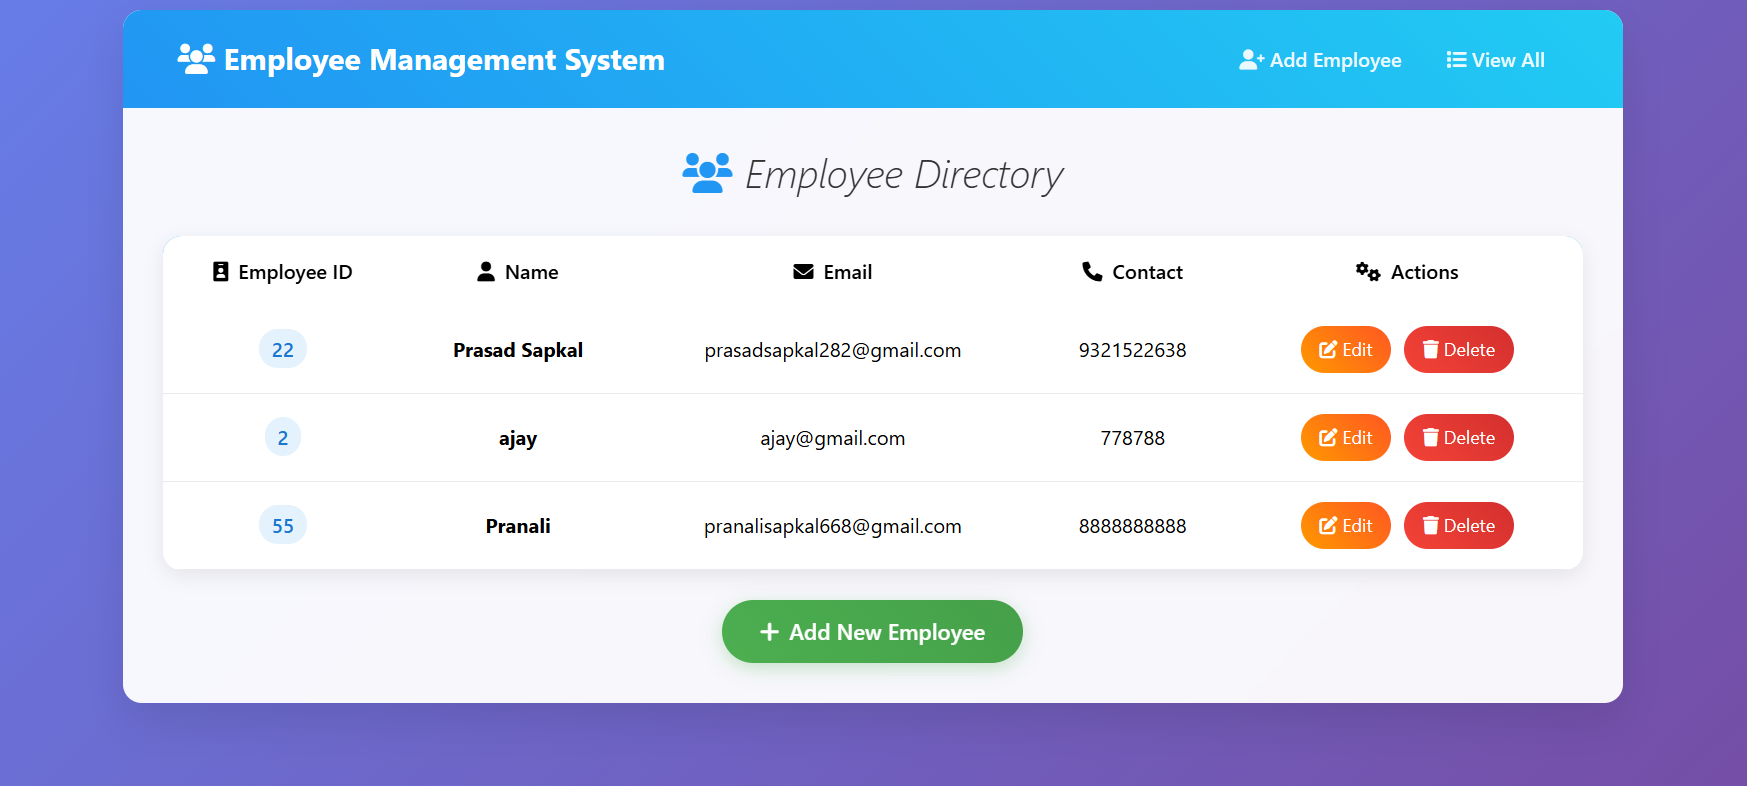 Employee Management System Add Employee View All
Employee Directory
Employee ID Name Email Contact Actions
22 Prasad Sapkal prasadsapkal282@gmail.com 9321522638 Edit Delete
2 ajay ajay@gmail.com 778788 Edit Delete
55 Pranali pranalisapkal668@gmail.com 8888888888 Edit Delete
+ Add New Employee